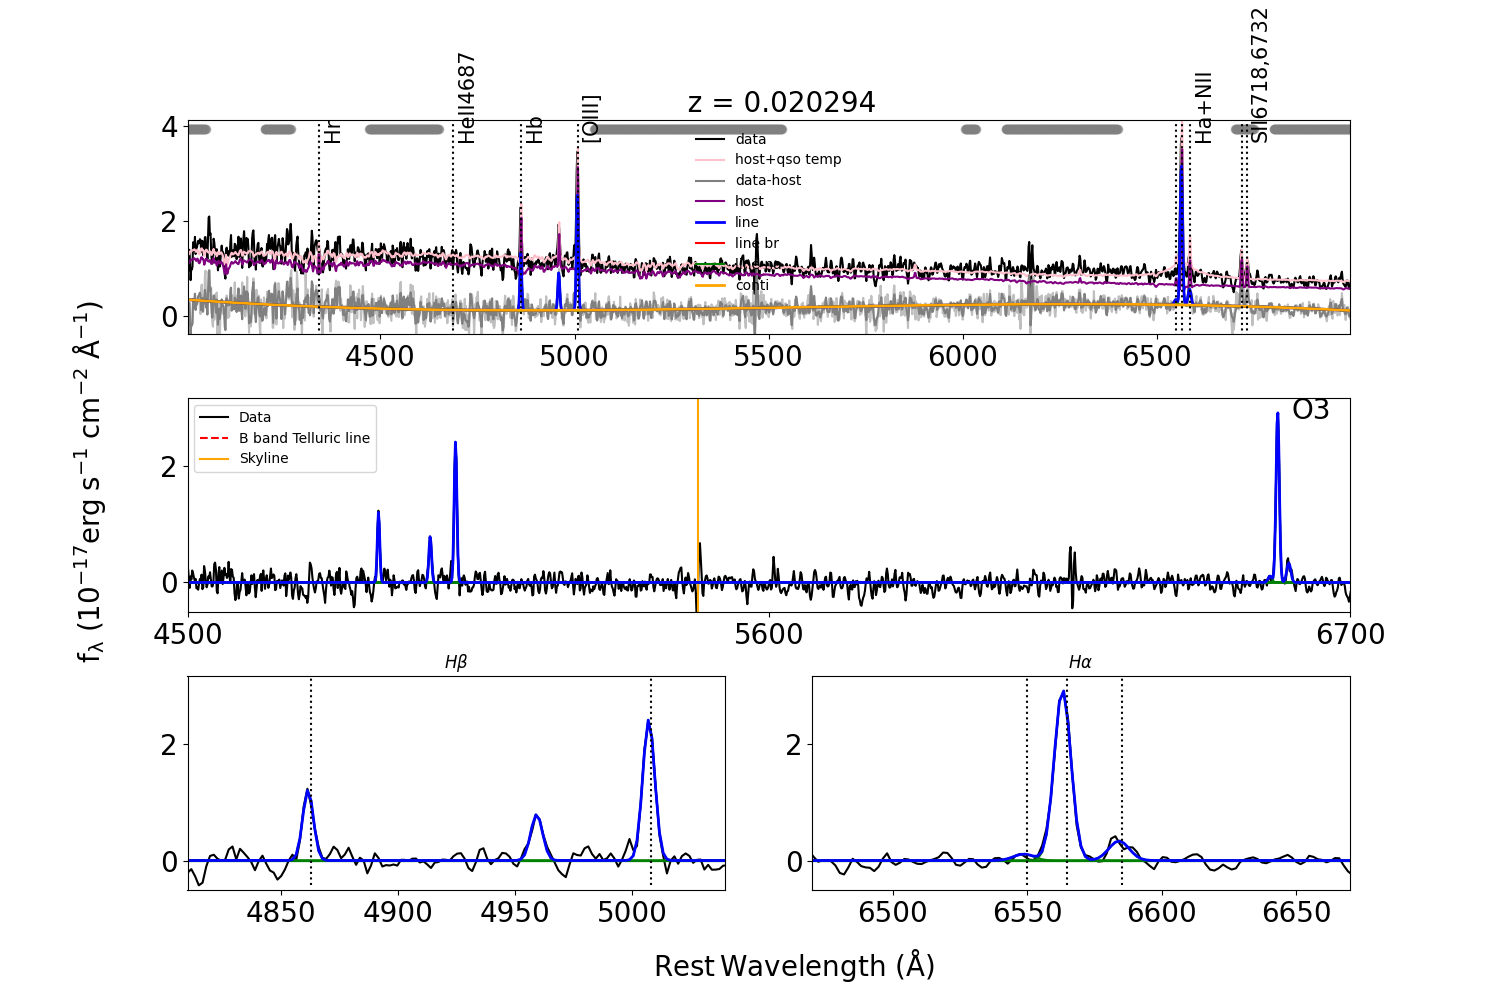 z = 0.020294
Hr
HeII4687
Hb
[OIII]
Ha+NII
SII6718,6732
4
2
0
data
host+qso temp
data-host
host
line
line br
conti
4500 5000 5500 6000 6500
fλ (10⁻¹⁷erg s⁻¹ cm⁻² Å⁻¹)
O3
Data
B band Telluric line
Skyline
2
0
4500 5600 6700
Hβ
2
0
4850 4900 4950 5000
Hα
2
0
6500 6550 6600 6650
Rest Wavelength (Å)